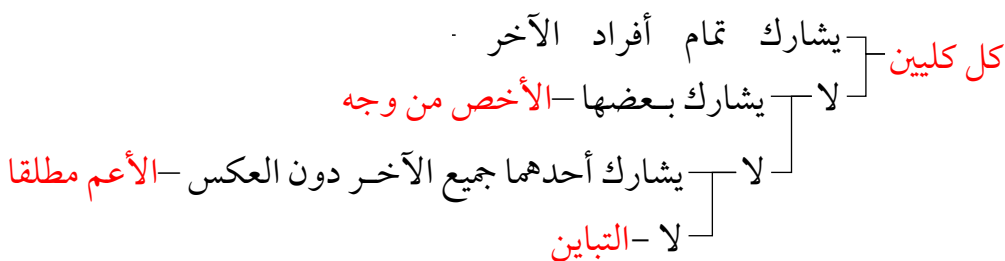 كل كليين
يشارك تمام أفراد الآخر
لا يشارك بعضها – الأخص من وجه
لا يشارك أحدهما جميع الآخر دون العكس – الأعم مطلقا
لا – التباين